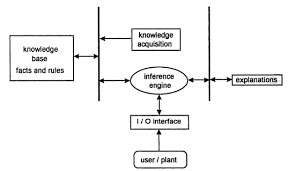 knowledge
base
facts and rules
knowledge
acquisition
inference
engine
explanations
I / O interface
user / plant